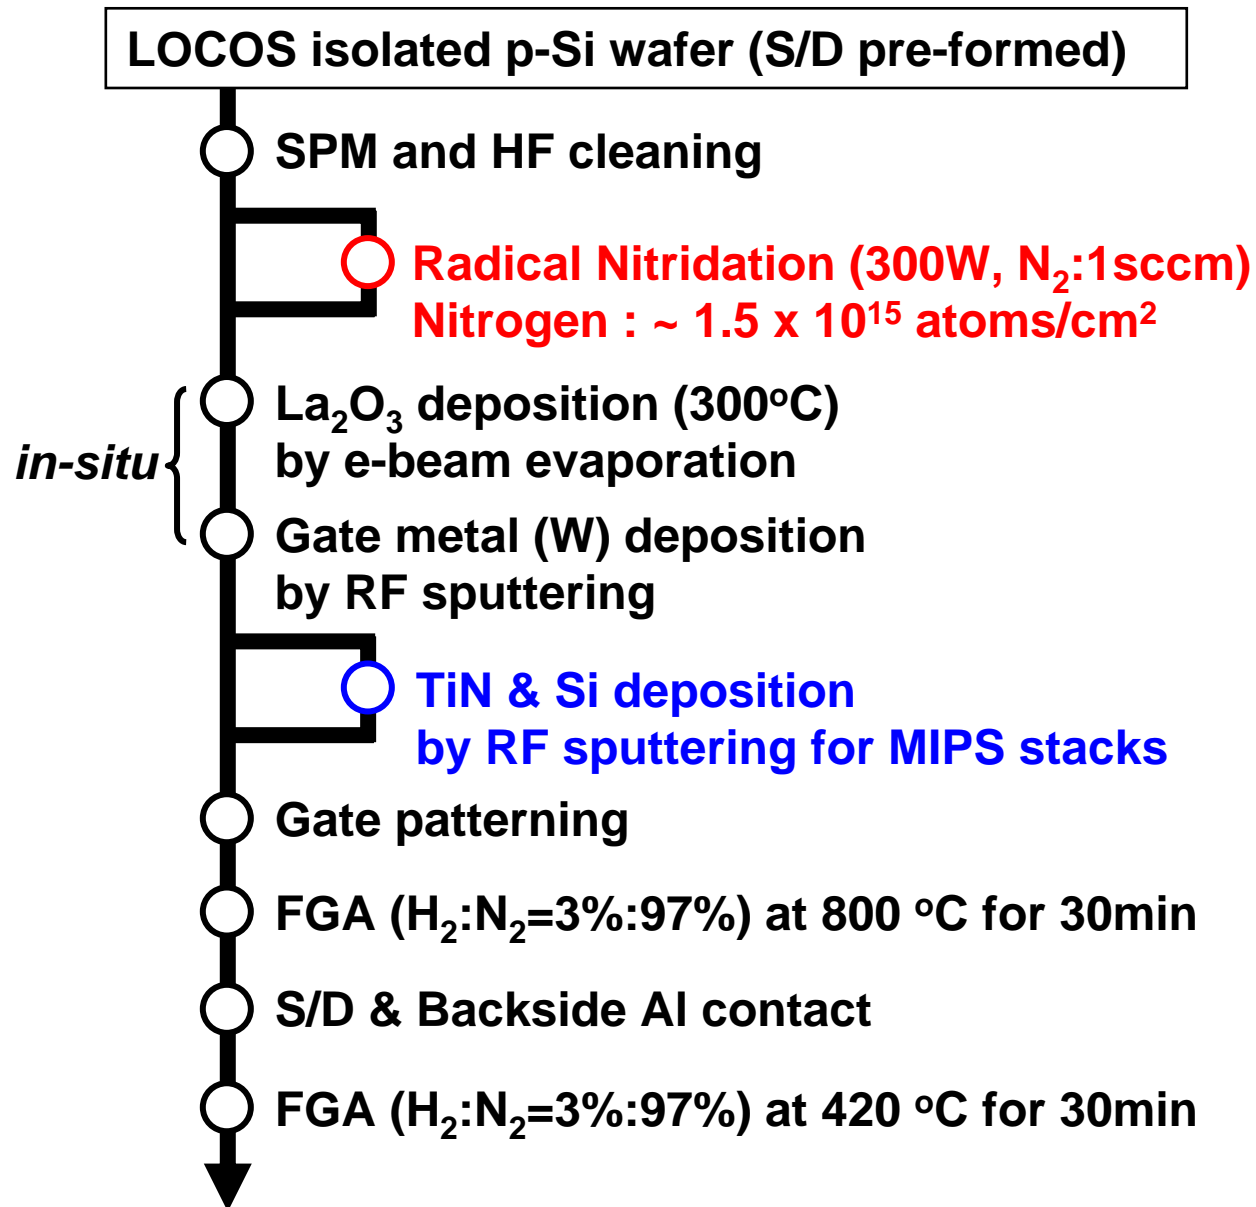 LOCOS isolated p-Si wafer (S/D pre-formed)
SPM and HF cleaning
Radical Nitridation (300W, N₂:1sccm)
Nitrogen : ~ 1.5 x 10¹⁵ atoms/cm²
La₂O₃ deposition (300ᵒC)
by e-beam evaporation
in-situ
Gate metal (W) deposition
by RF sputtering
TiN & Si deposition
by RF sputtering for MIPS stacks
Gate patterning
FGA (H₂:N₂=3%:97%) at 800 ᵒC for 30min
S/D & Backside Al contact
FGA (H₂:N₂=3%:97%) at 420 ᵒC for 30min